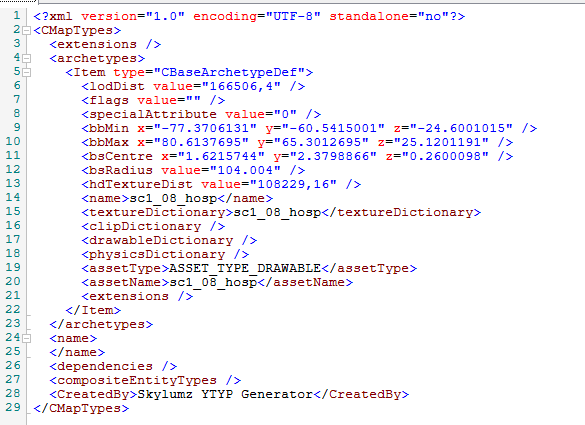 1 <?xml version="1.0" encoding="UTF-8" standalone="no"?>
2 <CMapTypes>
3 <extensions />
4 <archetypes>
5 <Item type="CBaseArchetypeDef">
6 <lodDist value="166506,4" />
7 <flags value="" />
8 <specialAttribute value="0" />
9 <bbMin x="-77.3706131" y="-60.5415001" z="-24.6001015" />
10 <bbMax x="80.6137695" y="65.3012695" z="25.1201191" />
11 <bsCentre x="1.6215744" y="2.3798866" z="0.2600098" />
12 <bsRadius value="104.004" />
13 <hdTextureDist value="108229,16" />
14 <name>sc1_08_hosp</name>
15 <textureDictionary>sc1_08_hosp</textureDictionary>
16 <clipDictionary />
17 <drawableDictionary />
18 <physicsDictionary />
19 <assetType>ASSET_TYPE_DRAWABLE</assetType>
20 <assetName>sc1_08_hosp</assetName>
21 <extensions />
22 </Item>
23 </archetypes>
24 <name>
25 </name>
26 <dependencies />
27 <compositeEntityTypes />
28 <CreatedBy>Skylumz YTYP Generator</CreatedBy>
29 </CMapTypes>